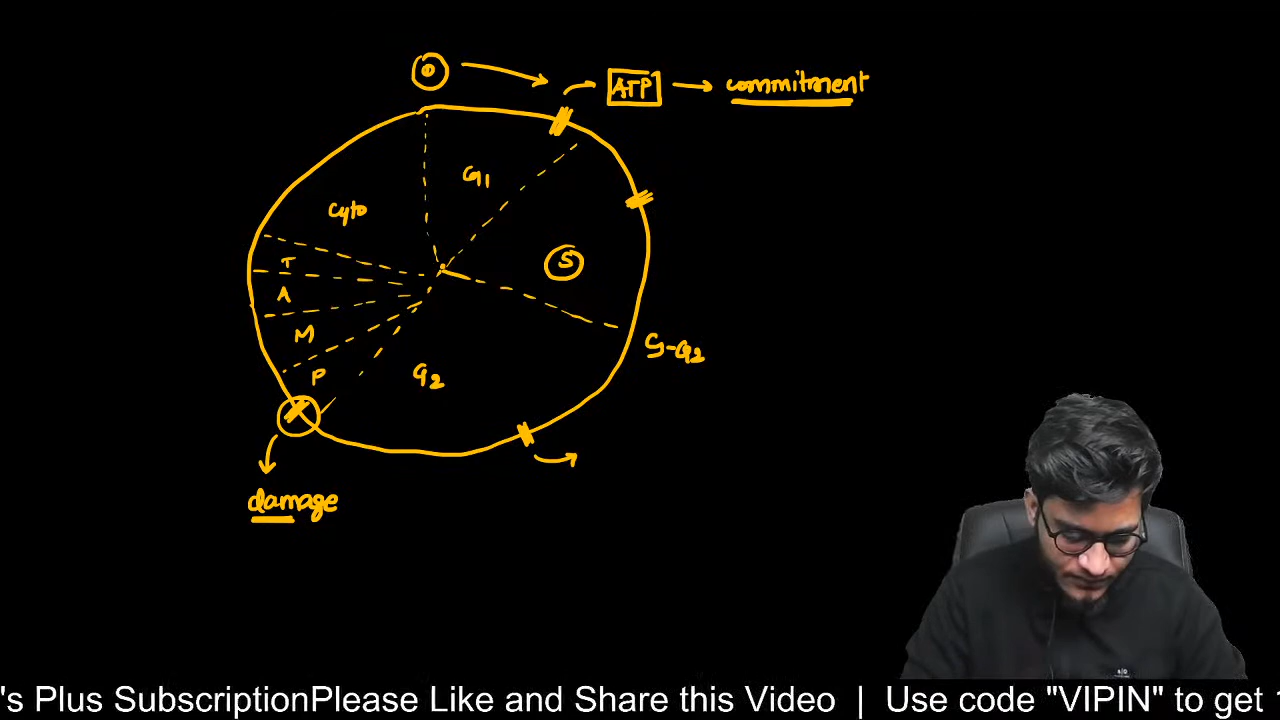 0
ATP
commitment
G1
Cyto
S
T
A
M
S-G2
P
G2
damage
's Plus SubscriptionPlease Like and Share this Video | Use code "VIPIN" to get